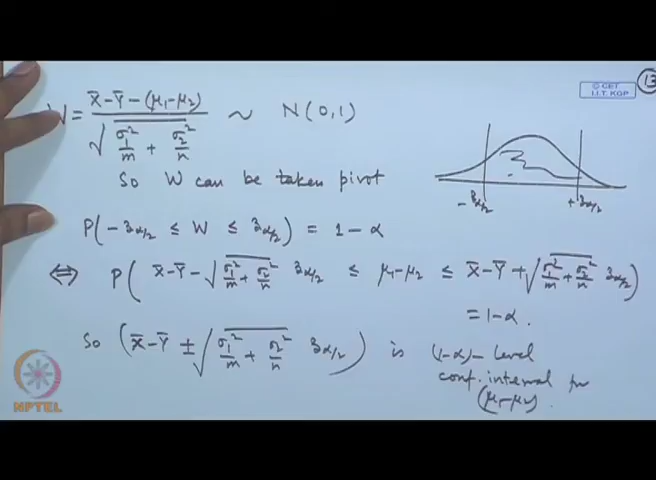 13
© CET
I.I.T. KGP
W = X̄-Ȳ-(μ₁-μ₂) / √(σ₁²/m + σ₂²/n) ~ N(0,1)
So W can be taken pivot
-z_{α/2} +z_{α/2}
P(-z_{α/2} ≤ W ≤ z_{α/2}) = 1-α
⇔ P( X̄-Ȳ - √(σ₁²/m + σ₂²/n) z_{α/2} ≤ μ₁-μ₂ ≤ X̄-Ȳ + √(σ₁²/m + σ₂²/n) z_{α/2} )
= 1-α.
So (X̄-Ȳ ± √(σ₁²/m + σ₂²/n) z_{α/2}) is (1-α)-level
conf. interval for
(μ₁-μ₂).
NPTEL